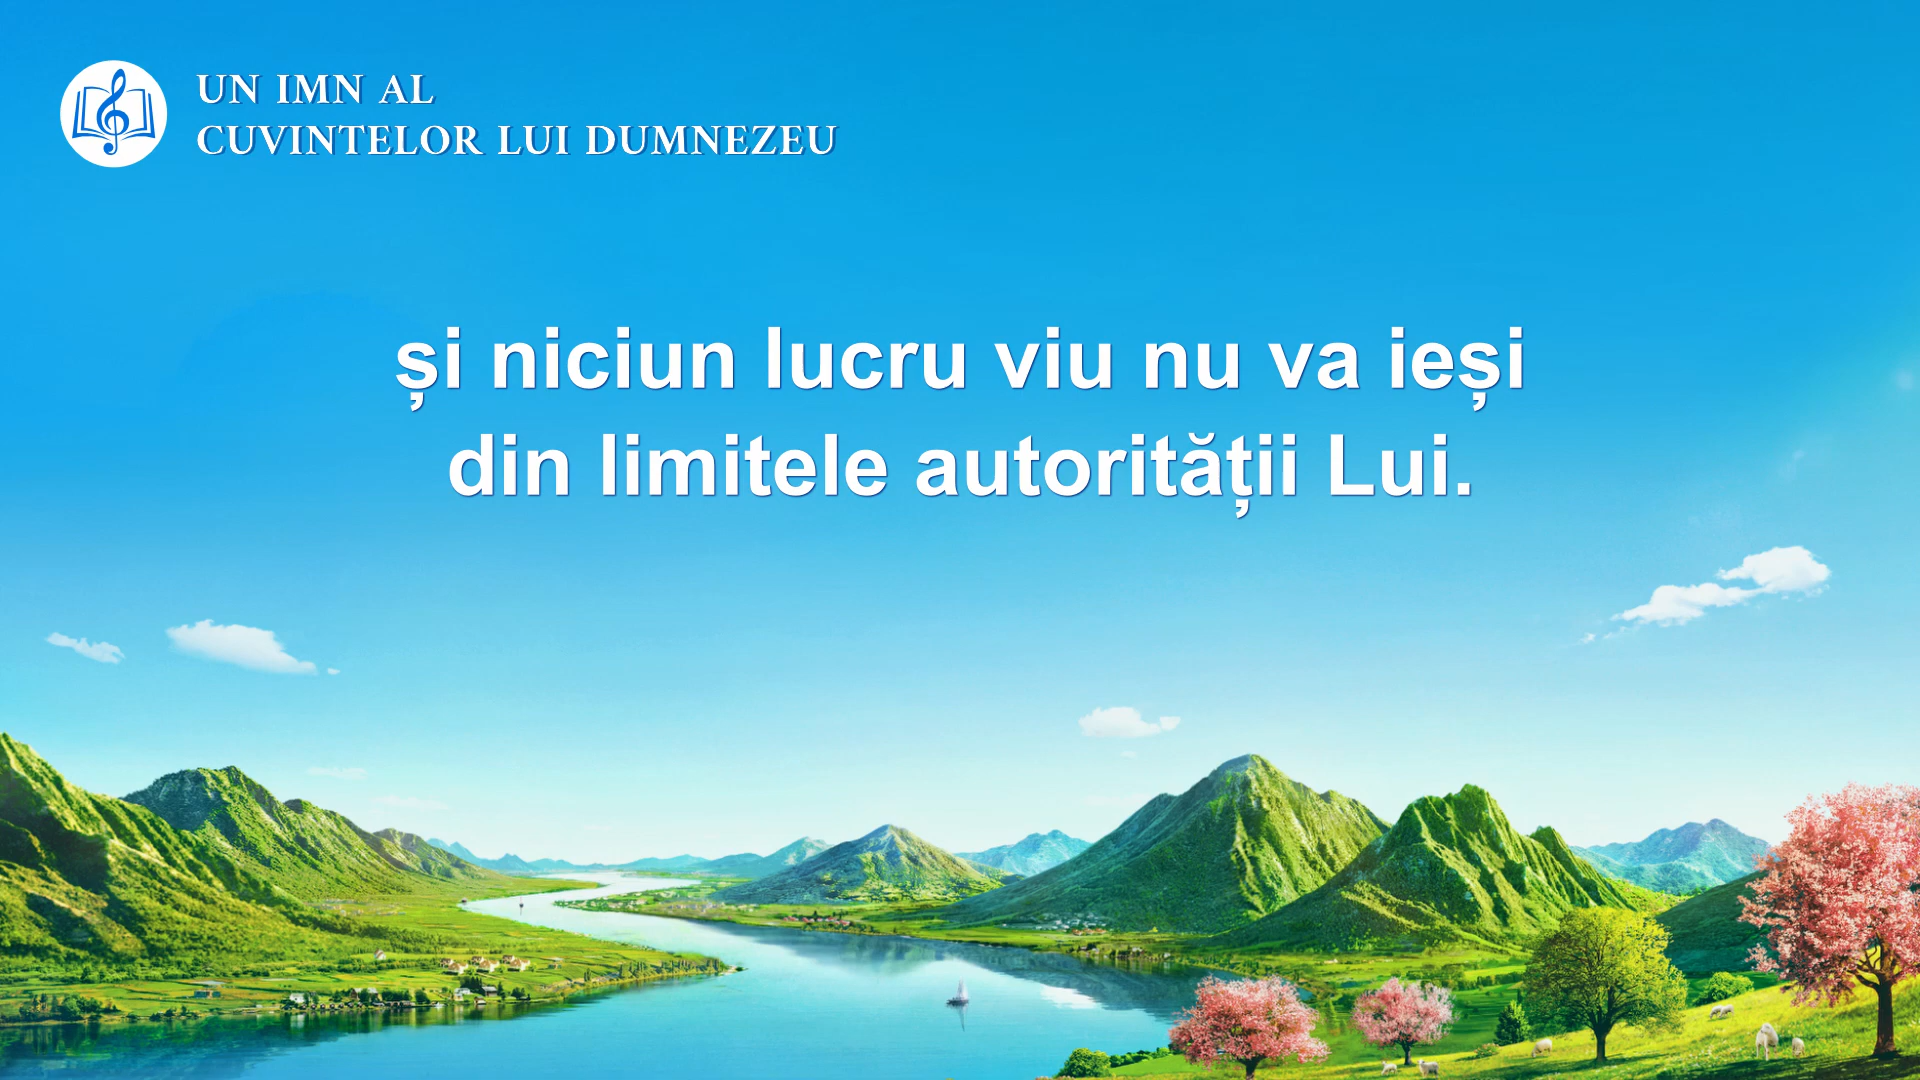 UN IMN AL
CUVINTELOR LUI DUMNEZEU
și niciun lucru viu nu va ieși
din limitele autorității Lui.